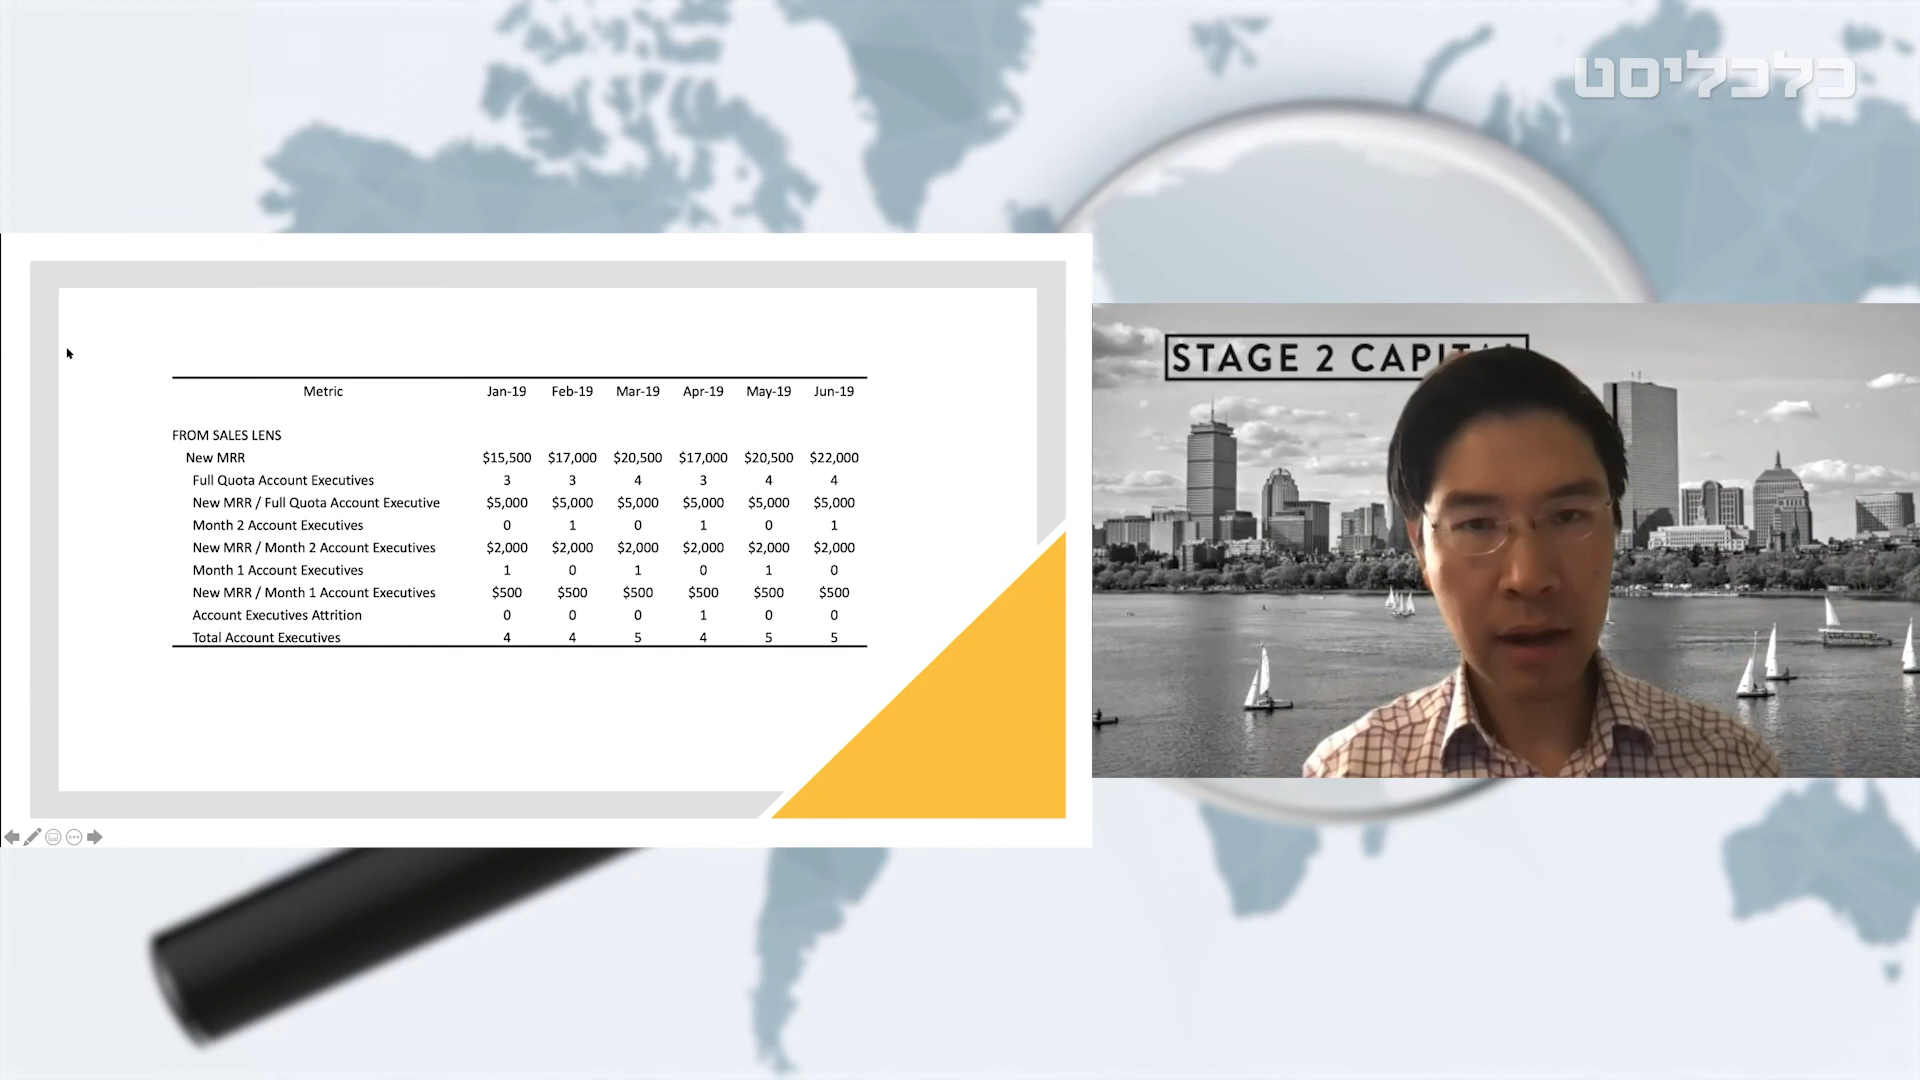 כלכליסט
Metric Jan-19 Feb-19 Mar-19 Apr-19 May-19 Jun-19
FROM SALES LENS
New MRR $15,500 $17,000 $20,500 $17,000 $20,500 $22,000
Full Quota Account Executives 3 3 4 3 4 4
New MRR / Full Quota Account Executive $5,000 $5,000 $5,000 $5,000 $5,000 $5,000
Month 2 Account Executives 0 1 0 1 0 1
New MRR / Month 2 Account Executives $2,000 $2,000 $2,000 $2,000 $2,000 $2,000
Month 1 Account Executives 1 0 1 0 1 0
New MRR / Month 1 Account Executives $500 $500 $500 $500 $500 $500
Account Executives Attrition 0 0 0 1 0 0
Total Account Executives 4 4 5 4 5 5
STAGE 2